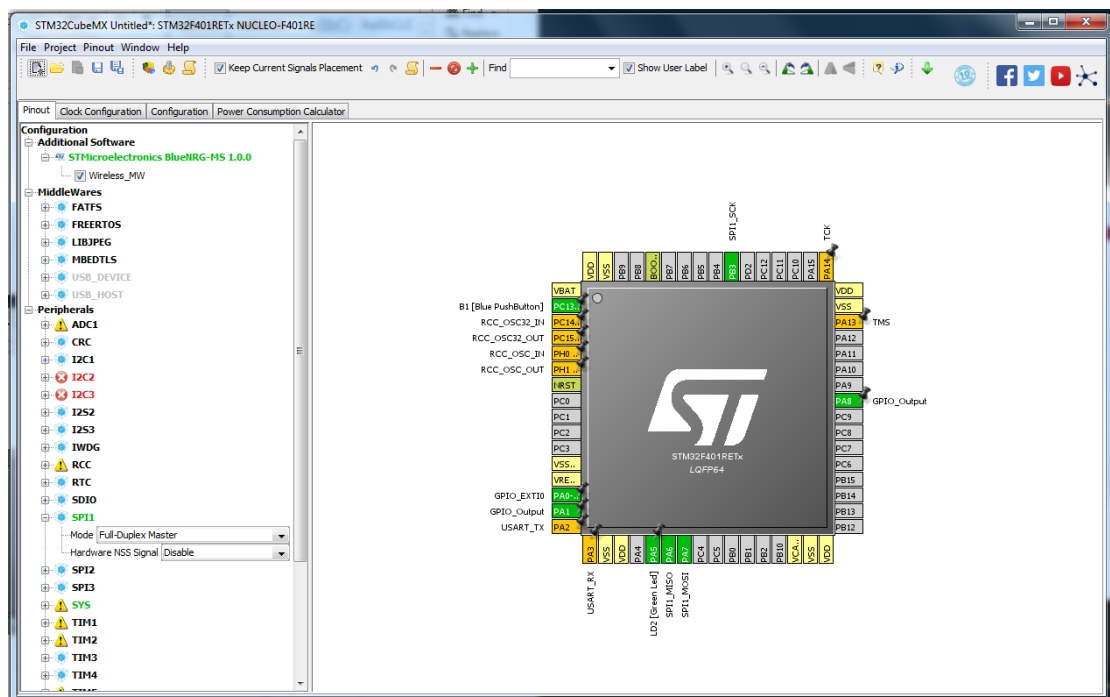 STM32CubeMX Untitled*: STM32F401RETx NUCLEO-F401RE
File Project Pinout Window Help
Keep Current Signals Placement Find Show User Label
Pinout Clock Configuration Configuration Power Consumption Calculator
Configuration
Additional Software
STMicroelectronics BlueNRG-MS 1.0.0
Wireless_MW
MiddleWares
FATFS
FREERTOS
LIBJPEG
MBEDTLS
USB_DEVICE
USB_HOST
Peripherals
ADC1
CRC
I2C1
I2C2
I2C3
I2S2
I2S3
IWDG
RCC
RTC
SDIO
SPI1
Mode Full-Duplex Master
Hardware NSS Signal Disable
SPI2
SPI3
SYS
TIM1
TIM2
TIM3
TIM4
SPI1_SCK TCK
VDD VSS PB9 PB8 BOO.. PB7 PB6 PB5 PB4 PB3 PD2 PC12 PC11 PC10 PA15 PA14
VBAT
B1 [Blue PushButton] PC13..
RCC_OSC32_IN PC14..
RCC_OSC32_OUT PC15..
RCC_OSC_IN PH0 ..
RCC_OSC_OUT PH1 ..
NRST
PC0
PC1
PC2
PC3
VSS..
VRE..
GPIO_EXTI0 PA0-..
GPIO_Output PA1
USART_TX PA2
ST
STM32F401RETx
LQFP64
VDD
VSS
PA13 TMS
PA12
PA11
PA10
PA9
PA8 GPIO_Output
PC9
PC8
PC7
PC6
PB15
PB14
PB13
PB12
PA3 VSS VDD PA4 PA5 PA6 PA7 PC4 PC5 PB0 PB1 PB2 PB10 VCA.. VSS VDD
USART_RX LD2 [Green Led] SPI1_MISO SPI1_MOSI